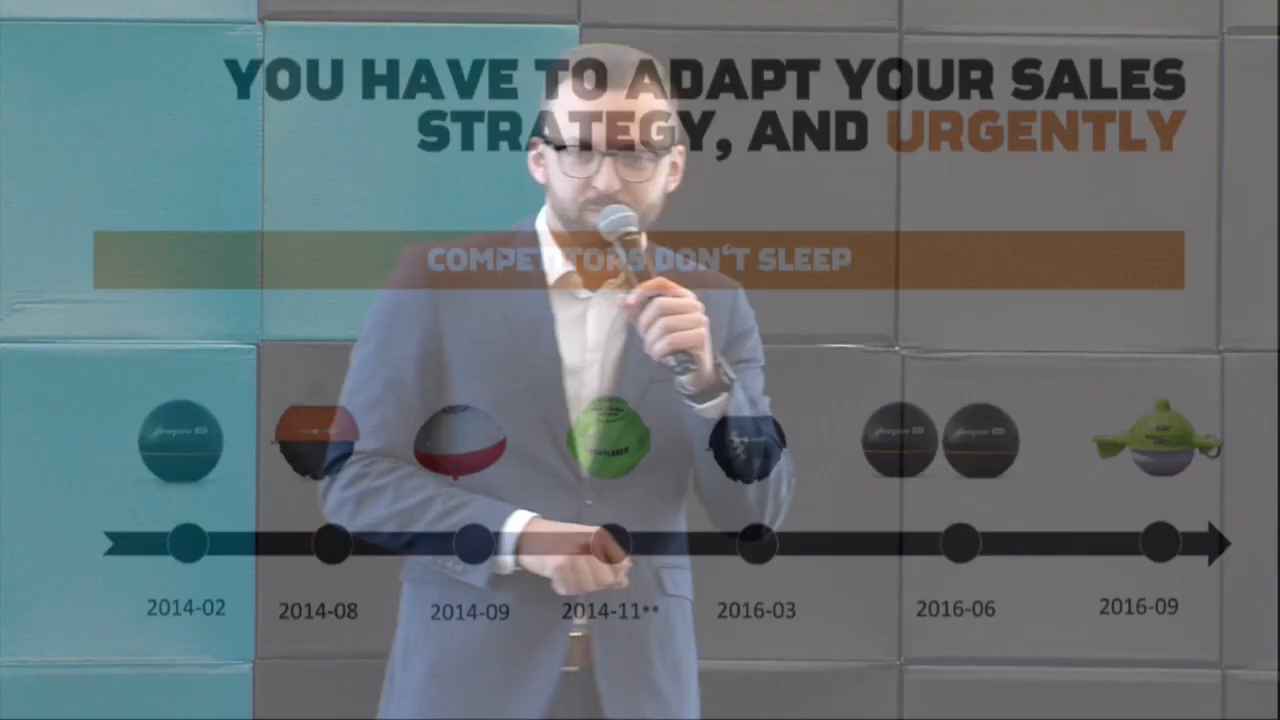 YOU HAVE TO ADAPT YOUR SALES
STRATEGY, AND URGENTLY
COMPETITORS DON'T SLEEP
2014-02
2014-08
2014-09
2014-11**
2016-03
2016-06
2016-09